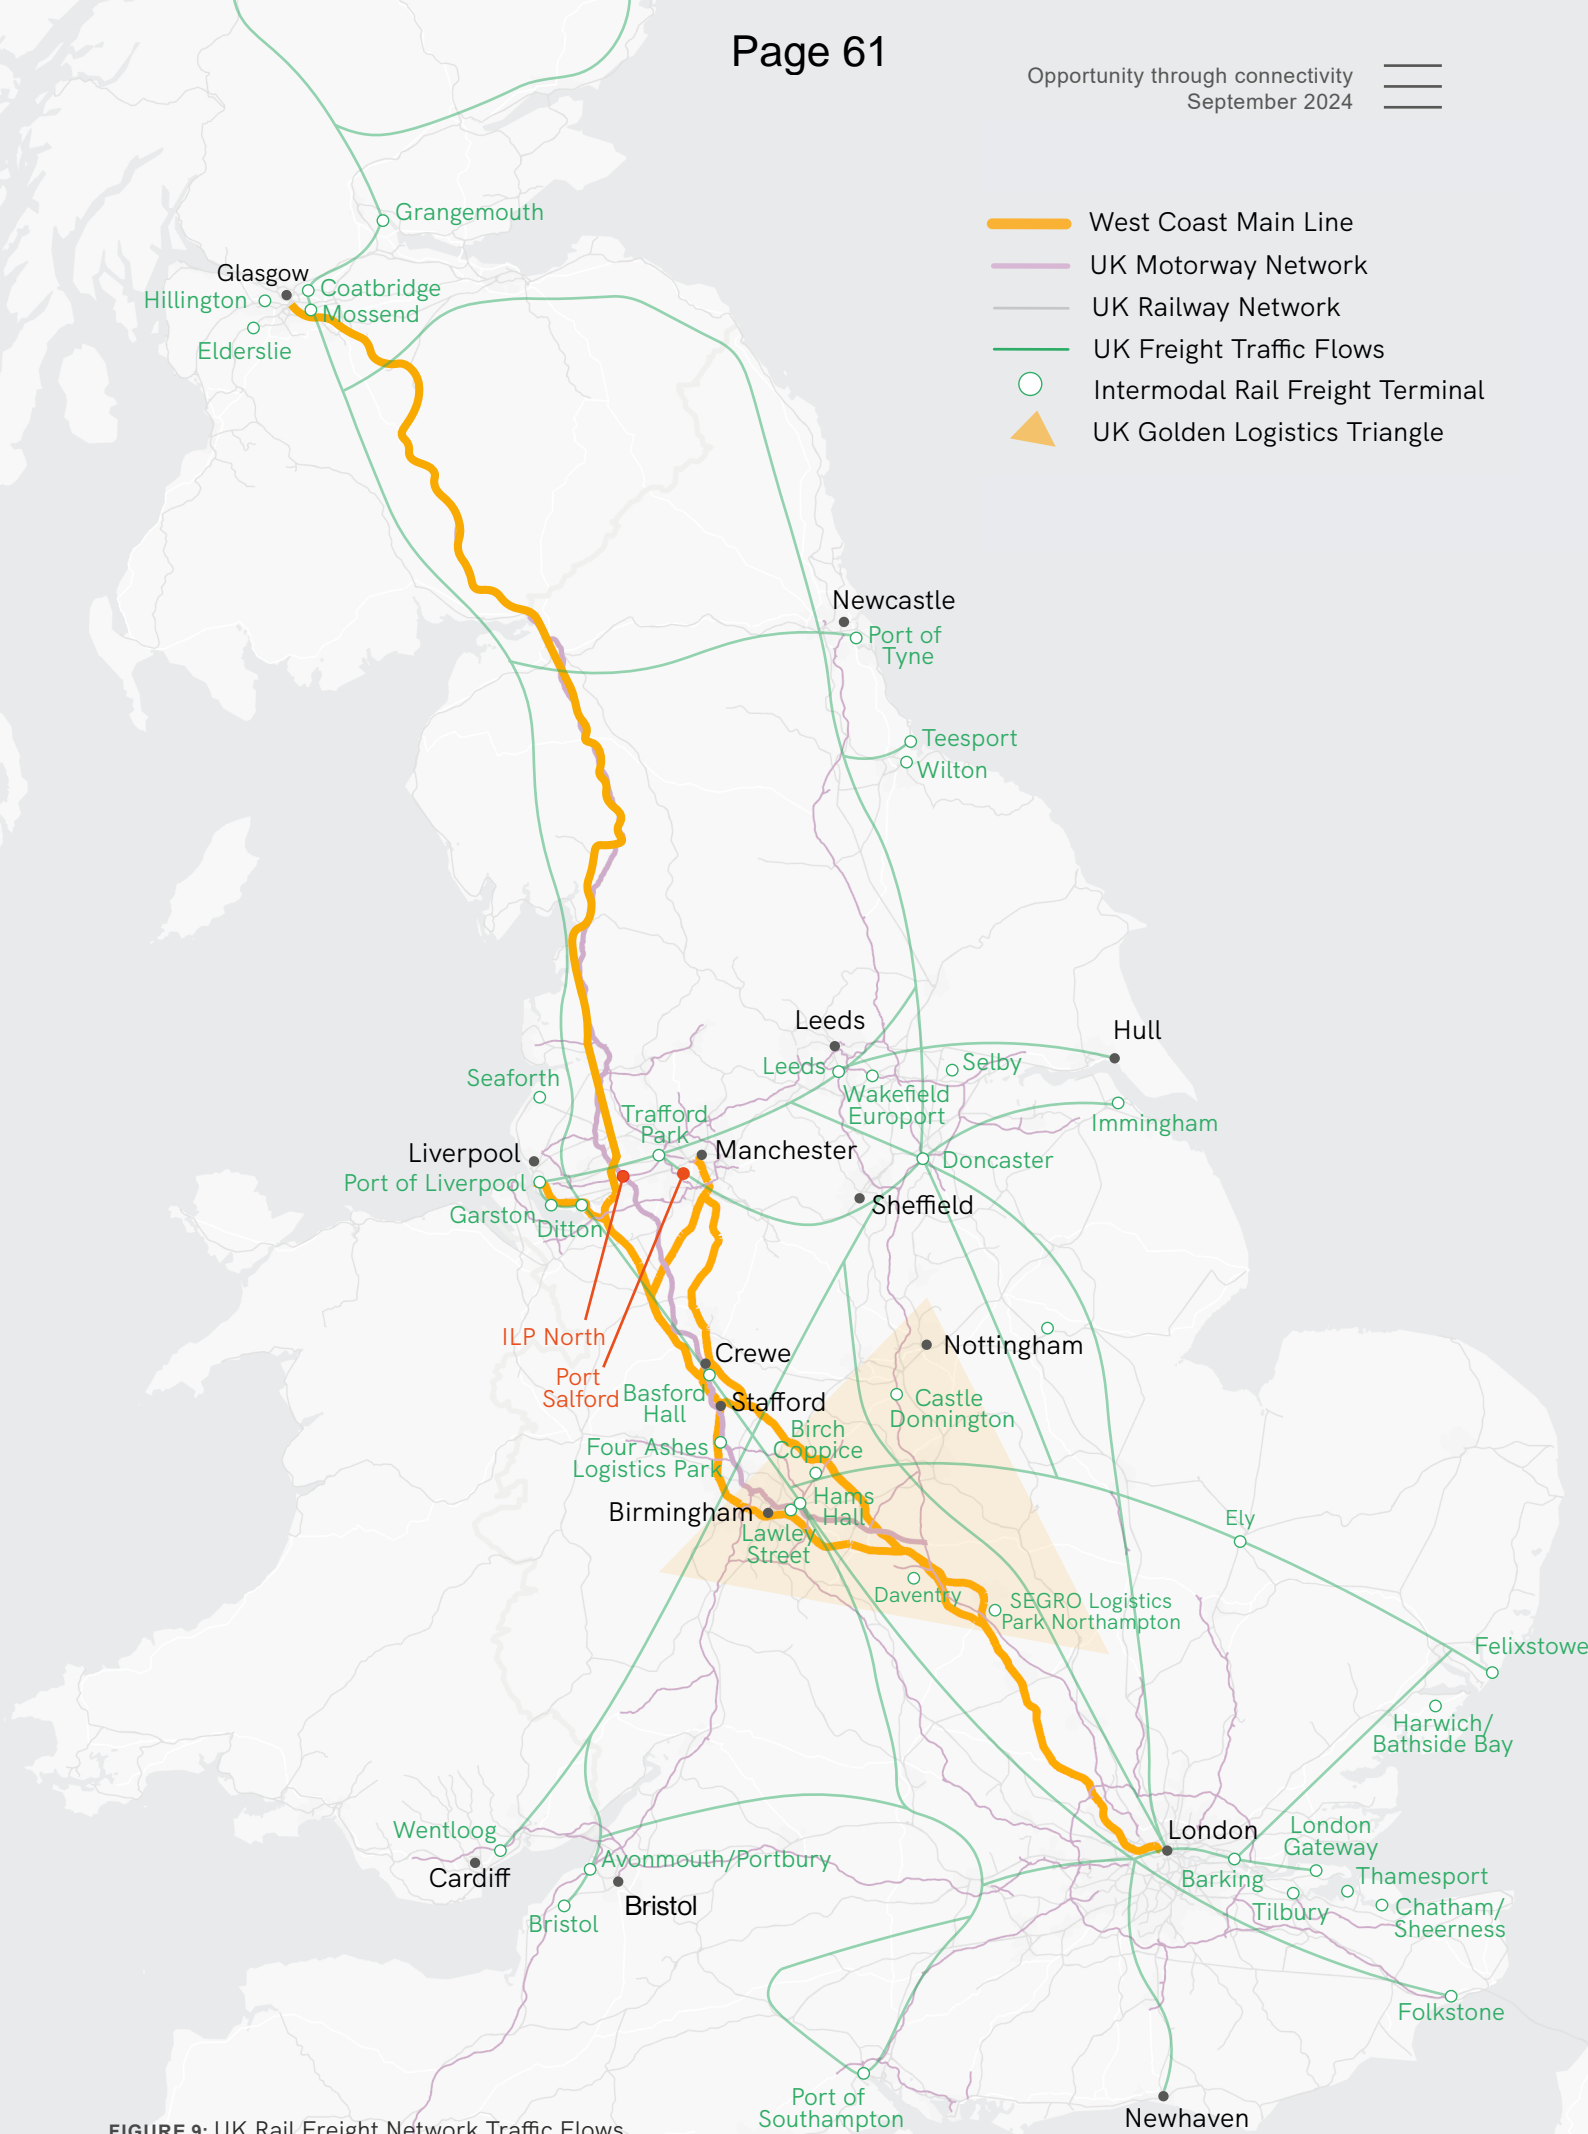 Page 61
Opportunity through connectivity
September 2024
West Coast Main Line
UK Motorway Network
UK Railway Network
UK Freight Traffic Flows
Intermodal Rail Freight Terminal
UK Golden Logistics Triangle
Grangemouth
Glasgow
Coatbridge
Hillington
Mossend
Elderslie
Newcastle
Port of
Tyne
Teesport
Wilton
Leeds
Hull
Leeds
Selby
Seaforth
Wakefield
Europort
Trafford
Park
Immingham
Liverpool
Manchester
Doncaster
Port of Liverpool
Sheffield
Garston
Ditton
ILP North
Nottingham
Crewe
Port
Salford
Basford
Hall
Stafford
Castle
Donnington
Birch
Coppice
Four Ashes
Logistics Park
Hams
Hall
Birmingham
Lawley
Street
Ely
Daventry
SEGRO Logistics
Park Northampton
Felixstowe
Harwich/
Bathside Bay
Wentloog
London
London
Gateway
Cardiff
Avonmouth/Portbury
Barking
Thamesport
Bristol
Tilbury
Chatham/
Sheerness
Bristol
Folkstone
Port of
Southampton
Newhaven
FIGURE 9: UK Rail Freight Network Traffic Flows